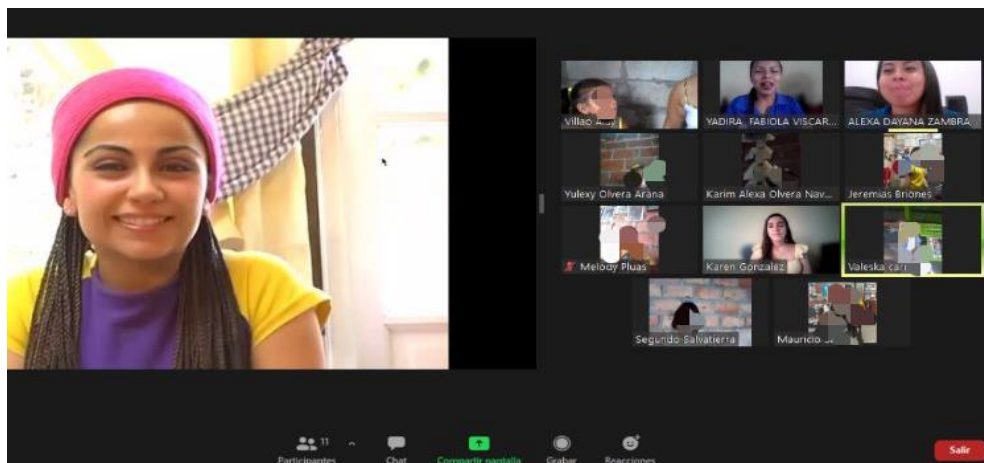 Villao
YADIRA FABIOLA VISCAR...
ALEXA DAYANA ZAMBRA...
Yulexy Olvera Arana
Karim Alexa Olvera Nav...
Jeremias Briones
Melody Pluas
Karen Gonzalez
Valeska cari
Segundo Salvatierra
Mauricio
11
Participantes
Chat
Compartir pantalla
Grabar
Reacciones
Salir